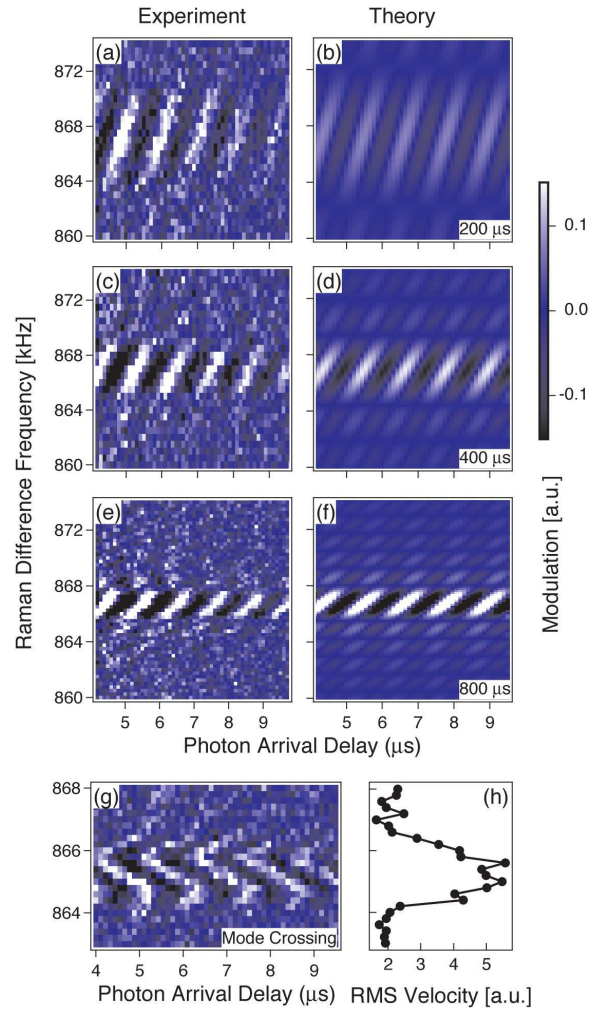 Experiment Theory
(a) (b)
872
868
864
860
200 μs
(c) (d)
872
868
864
860
400 μs
(e) (f)
872
868
864
860
800 μs
5 6 7 8 9 5 6 7 8 9
Photon Arrival Delay (μs)
Raman Difference Frequency [kHz]
0.1
0.0
-0.1
Modulation [a.u.]
(g) (h)
868
866
864
Mode Crossing
4 5 6 7 8 9 2 3 4 5
Photon Arrival Delay (μs) RMS Velocity [a.u.]